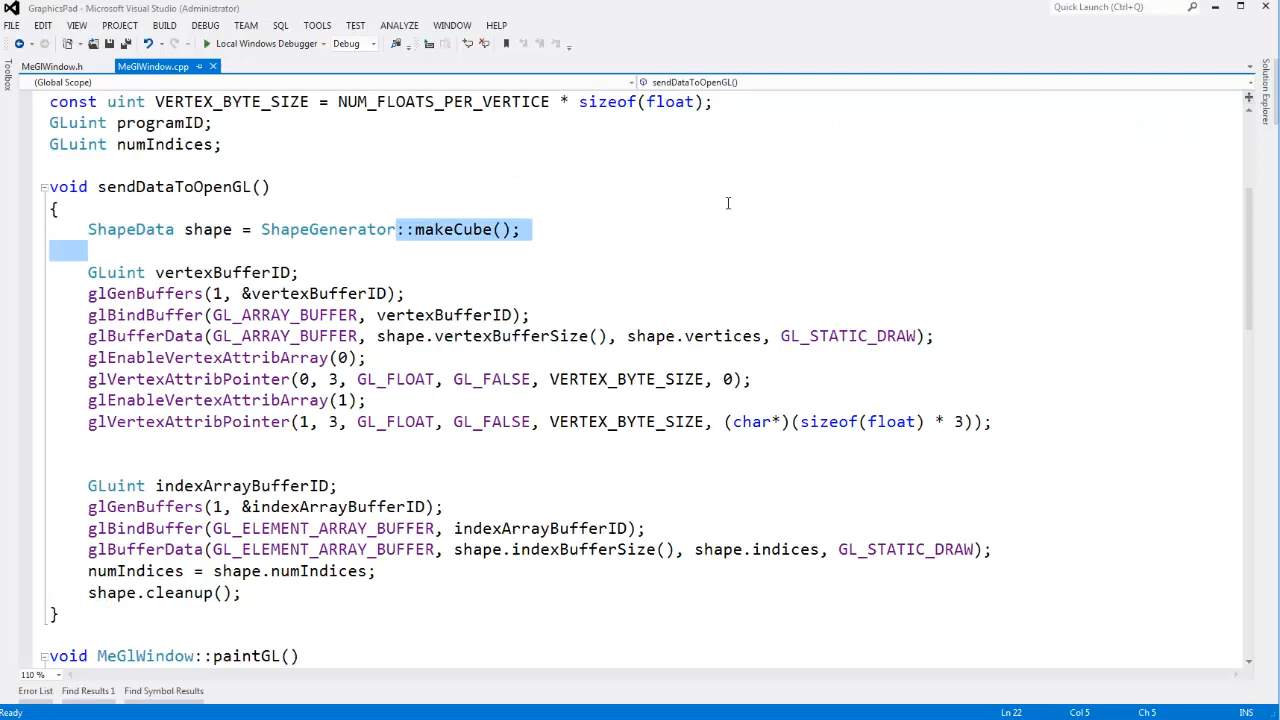 GraphicsPad - Microsoft Visual Studio (Administrator)
Quick Launch (Ctrl+Q)
FILE EDIT VIEW PROJECT BUILD DEBUG TEAM SQL TOOLS TEST ANALYZE WINDOW HELP
Local Windows Debugger Debug
MeGlWindow.h MeGlWindow.cpp
Toolbox
Solution Explorer
(Global Scope) sendDataToOpenGL()
const uint VERTEX_BYTE_SIZE = NUM_FLOATS_PER_VERTICE * sizeof(float);
GLuint programID;
GLuint numIndices;
void sendDataToOpenGL()
{
ShapeData shape = ShapeGenerator::makeCube();
GLuint vertexBufferID;
glGenBuffers(1, &vertexBufferID);
glBindBuffer(GL_ARRAY_BUFFER, vertexBufferID);
glBufferData(GL_ARRAY_BUFFER, shape.vertexBufferSize(), shape.vertices, GL_STATIC_DRAW);
glEnableVertexAttribArray(0);
glVertexAttribPointer(0, 3, GL_FLOAT, GL_FALSE, VERTEX_BYTE_SIZE, 0);
glEnableVertexAttribArray(1);
glVertexAttribPointer(1, 3, GL_FLOAT, GL_FALSE, VERTEX_BYTE_SIZE, (char*)(sizeof(float) * 3));
GLuint indexArrayBufferID;
glGenBuffers(1, &indexArrayBufferID);
glBindBuffer(GL_ELEMENT_ARRAY_BUFFER, indexArrayBufferID);
glBufferData(GL_ELEMENT_ARRAY_BUFFER, shape.indexBufferSize(), shape.indices, GL_STATIC_DRAW);
numIndices = shape.numIndices;
shape.cleanup();
}
void MeGlWindow::paintGL()
110 %
Error List Find Results 1 Find Symbol Results
Ready Ln 22 Col 5 Ch 5 INS